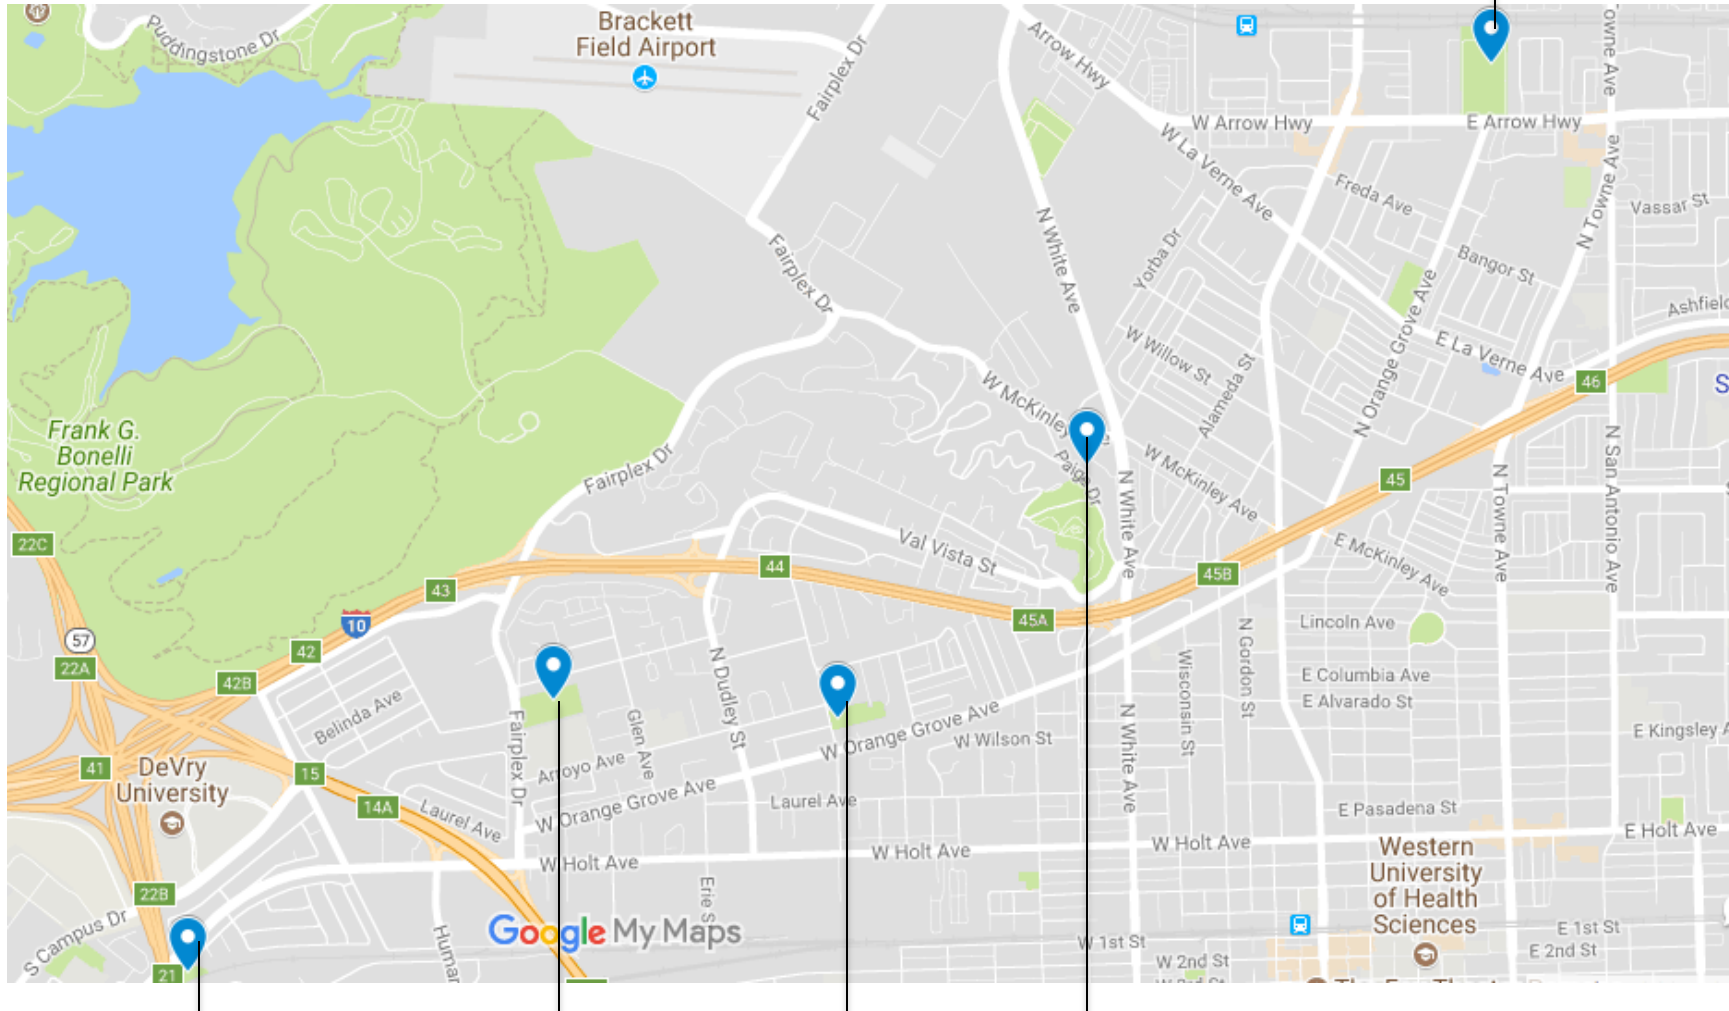 Puddingstone Dr
Brackett
Field Airport
Fairplex Dr
Arrow Hwy
W Arrow Hwy
E Arrow Hwy
W La Verne Ave
Freda Ave
N Towne Ave
Vassar St
N White Ave
Yorba Dr
Bangor St
Fairplex Dr
Ashfield
W Willow St
Alameda St
N Orange Grove Ave
E La Verne Ave
46
W McKinley
Paige Dr
Frank G.
Bonelli
Regional Park
Fairplex Dr
W McKinley Ave
45
N White Ave
N Towne Ave
N San Antonio Ave
22C
Val Vista St
E McKinley Ave
44
45B
43
10
45A
Lincoln Ave
57
22A
42
42B
N Dudley St
Wisconsin St
N Gordon St
E Columbia Ave
E Alvarado St
Belinda Ave
Fairplex Dr
Glen Ave
W Orange Grove Ave
W Wilson St
N White Ave
E Kingsley
41
DeVry
University
15
Arroyo Ave
14A
Laurel Ave
W Orange Grove Ave
Laurel Ave
E Pasadena St
W Holt Ave
W Holt Ave
W Holt Ave
E Holt Ave
Western
University
of Health
Sciences
22B
S Campus Dr
Erie S
Google My Maps
W 1st St
E 1st St
W 2nd St
E 2nd St
21